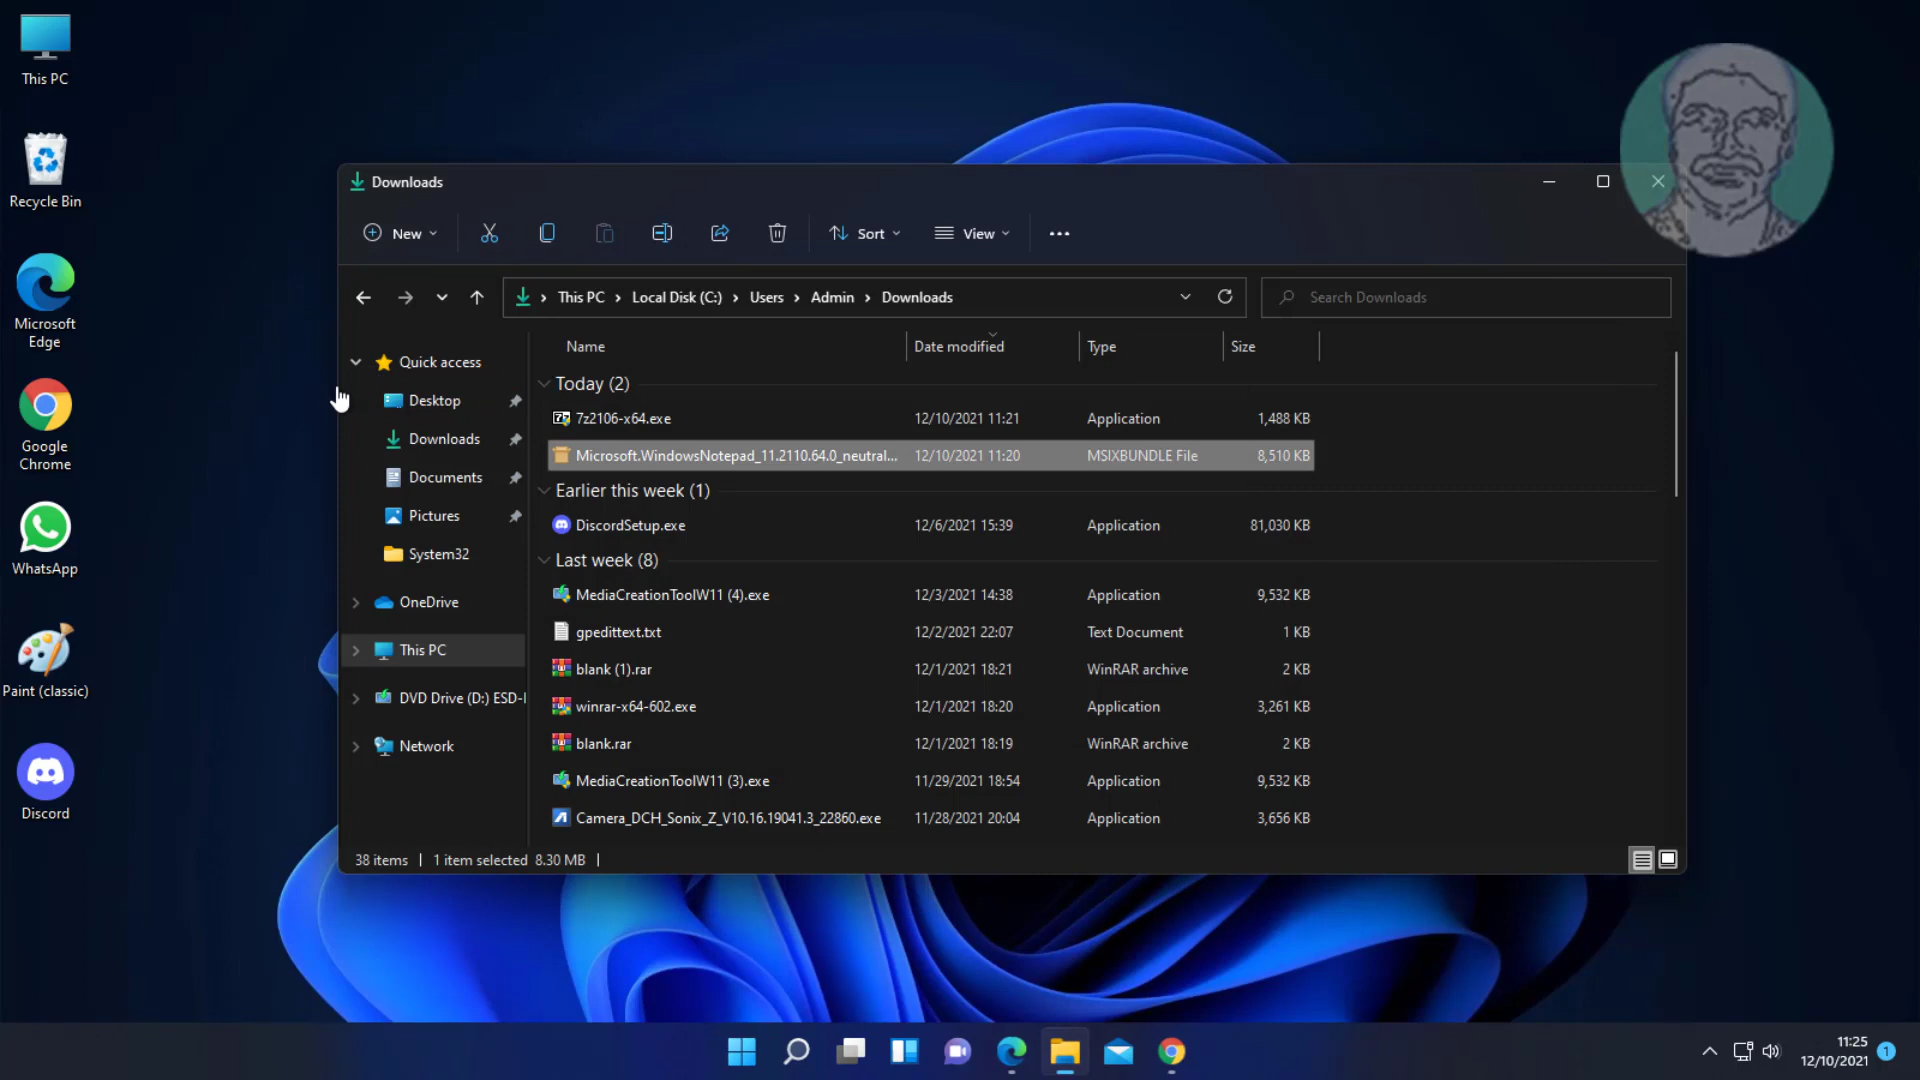 This PC
Recycle Bin
Microsoft
Edge
Google
Chrome
WhatsApp
Paint (classic)
Discord
Downloads
New
Sort
View
This PC
Local Disk (C:)
Users
Admin
Downloads
Search Downloads
Quick access
Desktop
Downloads
Documents
Pictures
System32
OneDrive
This PC
DVD Drive (D:) ESD-I
Network
Name Date modified Type Size
Today (2)
7z2106-x64.exe 12/10/2021 11:21 Application 1,488 KB
Microsoft.WindowsNotepad_11.2110.64.0_neutral... 12/10/2021 11:20 MSIXBUNDLE File 8,510 KB
Earlier this week (1)
DiscordSetup.exe 12/6/2021 15:39 Application 81,030 KB
Last week (8)
MediaCreationToolW11 (4).exe 12/3/2021 14:38 Application 9,532 KB
gpedittext.txt 12/2/2021 22:07 Text Document 1 KB
blank (1).rar 12/1/2021 18:21 WinRAR archive 2 KB
winrar-x64-602.exe 12/1/2021 18:20 Application 3,261 KB
blank.rar 12/1/2021 18:19 WinRAR archive 2 KB
MediaCreationToolW11 (3).exe 11/29/2021 18:54 Application 9,532 KB
Camera_DCH_Sonix_Z_V10.16.19041.3_22860.exe 11/28/2021 20:04 Application 3,656 KB
38 items 1 item selected 8.30 MB
11:25
12/10/2021
1